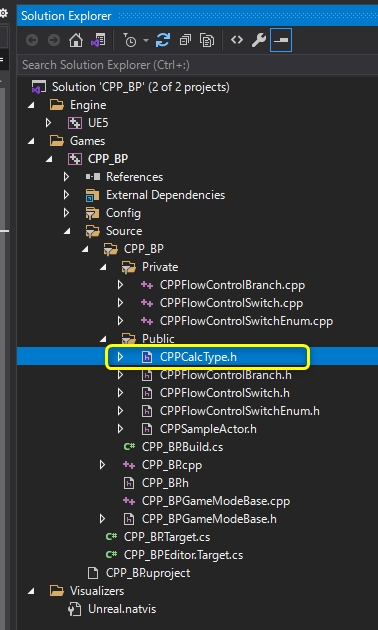 Solution Explorer
Search Solution Explorer (Ctrl+:)
Solution 'CPP_BP' (2 of 2 projects)
Engine
UE5
Games
CPP_BP
References
External Dependencies
Config
Source
CPP_BP
Private
CPPFlowControlBranch.cpp
CPPFlowControlSwitch.cpp
CPPFlowControlSwitchEnum.cpp
Public
CPPCalcType.h
CPPFlowControlBranch.h
CPPFlowControlSwitch.h
CPPFlowControlSwitchEnum.h
CPPSampleActor.h
C# CPP_BP.Build.cs
CPP_BP.cpp
CPP_BP.h
CPP_BPGameModeBase.cpp
CPP_BPGameModeBase.h
C# CPP_BP.Target.cs
C# CPP_BPEditor.Target.cs
CPP_BP.uproject
Visualizers
Unreal.natvis